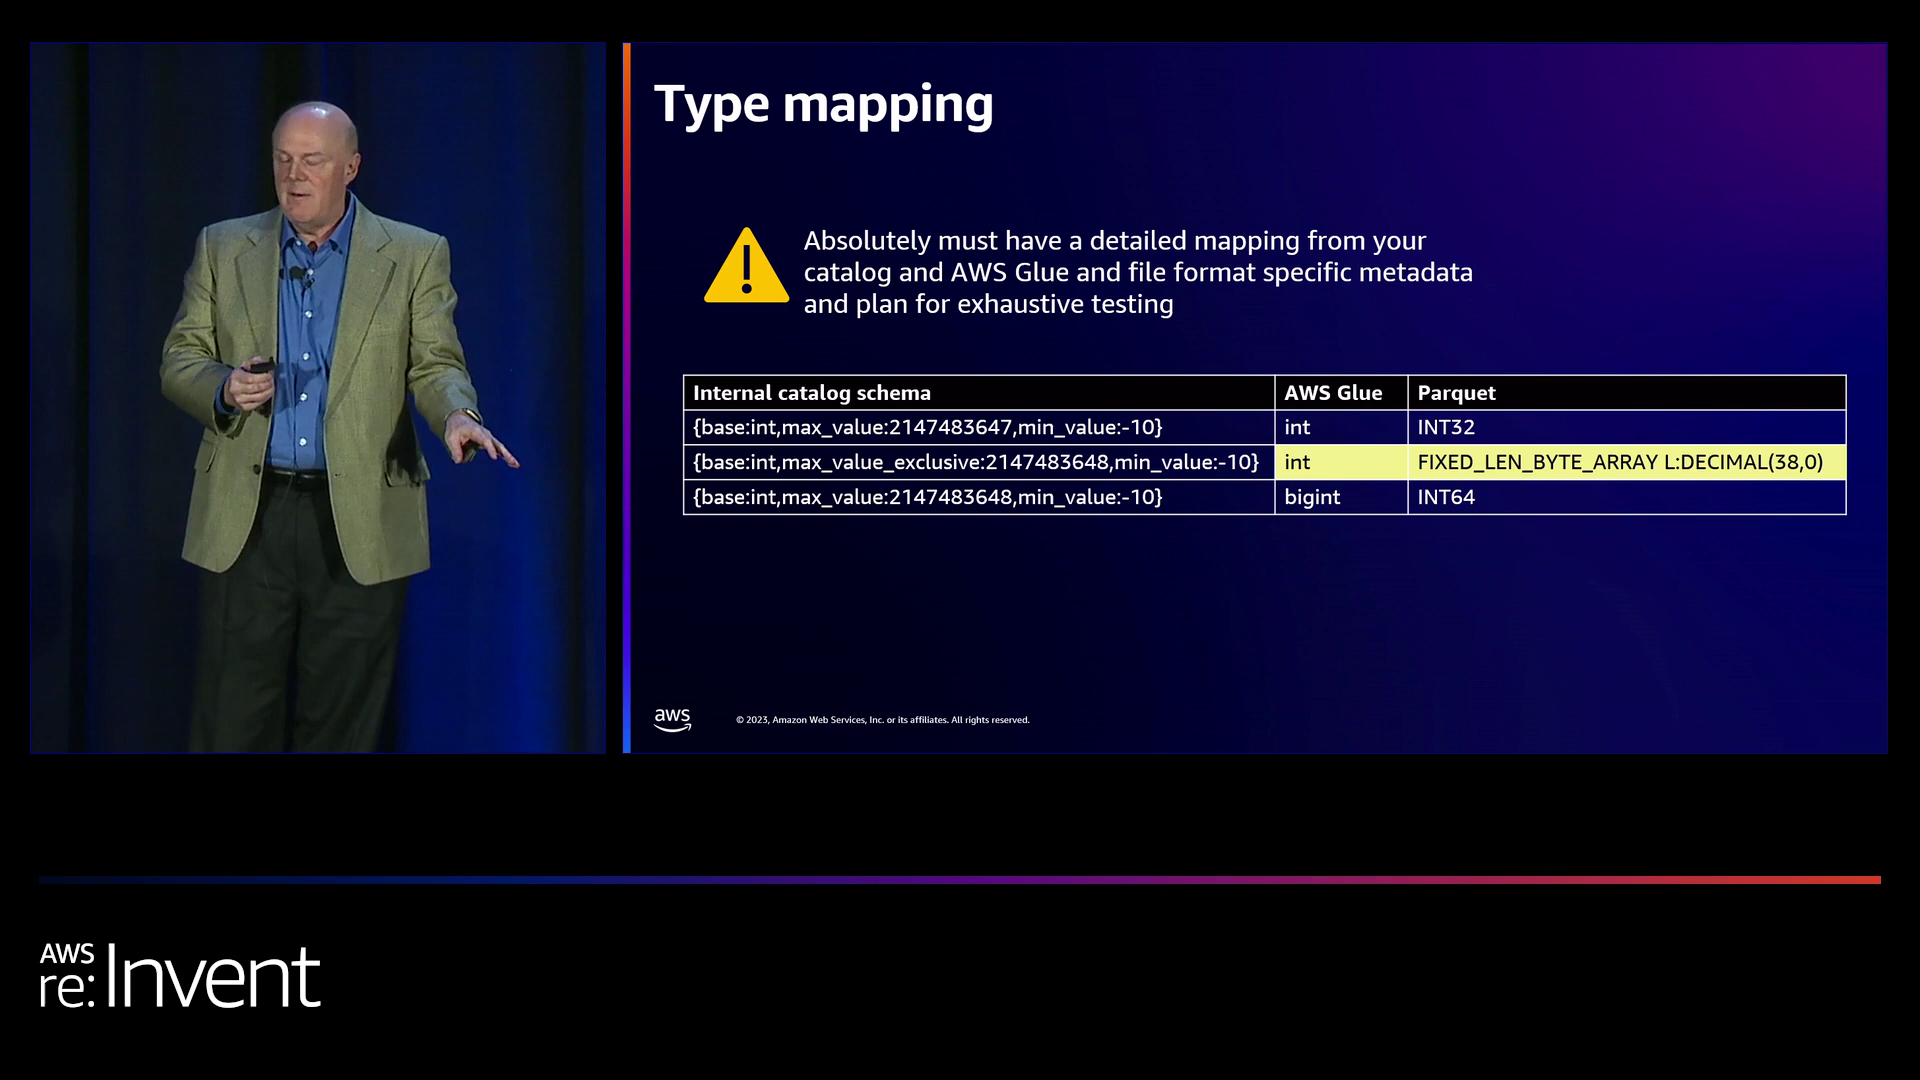 Type mapping
Absolutely must have a detailed mapping from your
catalog and AWS Glue and file format specific metadata
and plan for exhaustive testing
Internal catalog schema AWS Glue Parquet
{base:int,max_value:2147483647,min_value:-10} int INT32
{base:int,max_value_exclusive:2147483648,min_value:-10} int FIXED_LEN_BYTE_ARRAY L:DECIMAL(38,0)
{base:int,max_value:2147483648,min_value:-10} bigint INT64
aws © 2023, Amazon Web Services, Inc. or its affiliates. All rights reserved.
AWS
re:Invent